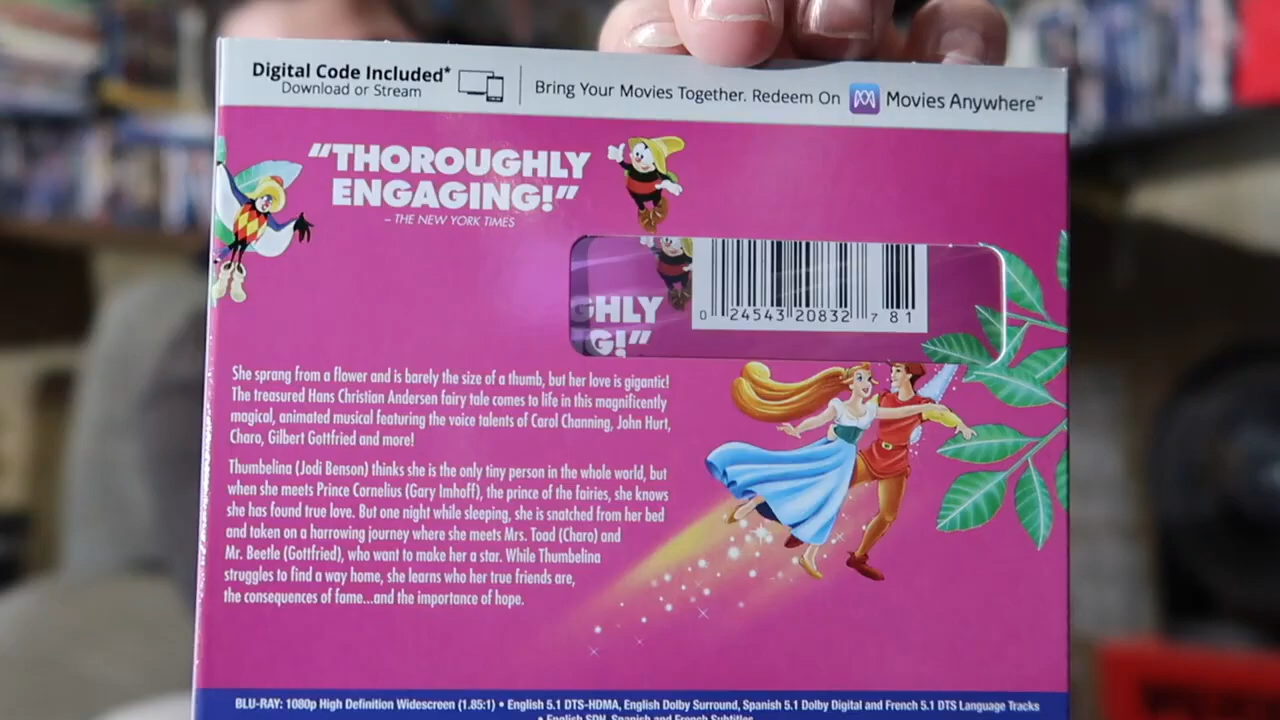 Digital Code Included*
Download or Stream
Bring Your Movies Together. Redeem On Movies Anywhere™
"THOROUGHLY
ENGAGING!"
– THE NEW YORK TIMES
GHLY
G!"
0 24543 20832 7 81
She sprang from a flower and is barely the size of a thumb, but her love is gigantic!
The treasured Hans Christian Andersen fairy tale comes to life in this magnificently
magical, animated musical featuring the voice talents of Carol Channing, John Hurt,
Charo, Gilbert Gottfried and more!
Thumbelina (Jodi Benson) thinks she is the only tiny person in the whole world, but
when she meets Prince Cornelius (Gary Imhoff), the prince of the fairies, she knows
she has found true love. But one night while sleeping, she is snatched from her bed
and taken on a harrowing journey where she meets Mrs. Toad (Charo) and
Mr. Beetle (Gottfried), who want to make her a star. While Thumbelina
struggles to find a way home, she learns who her true friends are,
the consequences of fame...and the importance of hope.
BLU-RAY: 1080p High Definition Widescreen (1.85:1) • English 5.1 DTS-HDMA, English Dolby Surround, Spanish 5.1 Dolby Digital and French 5.1 DTS Language Tracks
• English SDH, Spanish and French Subtitles